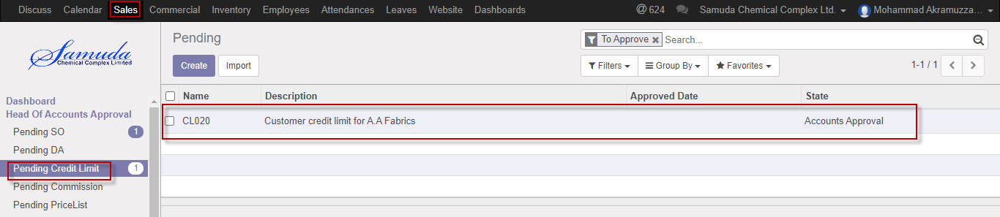 Discuss Calendar Sales Commercial Inventory Employees Attendances Leaves Website Dashboards @ 624 Samuda Chemical Complex Ltd. Mohammad Akramuzza...
Samuda
Chemical Complex Limited
Pending
To Approve Search...
Create Import
Filters Group By Favorites 1-1 / 1
Name Description Approved Date State
CL020 Customer credit limit for A.A Fabrics Accounts Approval
Dashboard
Head Of Accounts Approval
Pending SO 1
Pending DA
Pending Credit Limit 1
Pending Commission
Pending PriceList